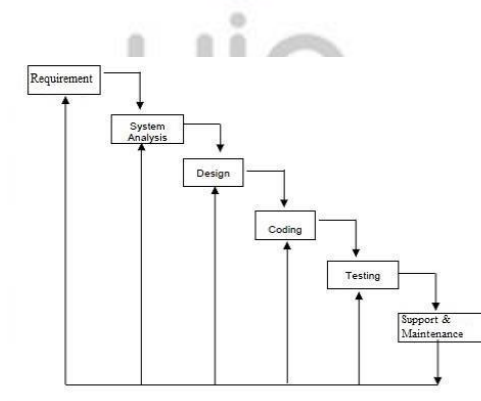 Requirement
System
Analysis
Design
Coding
Testing
Support &
Maintenance